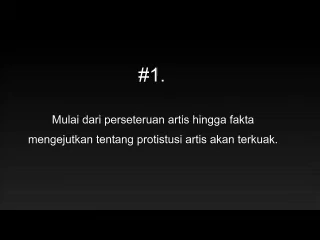 #1.
Mulai dari perseteruan artis hingga fakta
mengejutkan tentang protistusi artis akan terkuak.